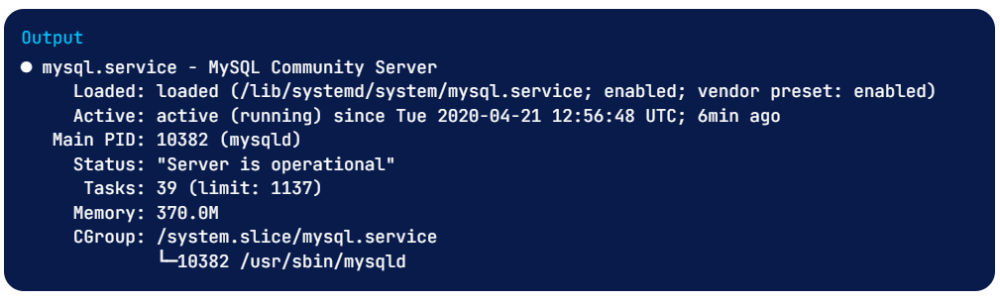 Output
● mysql.service - MySQL Community Server
     Loaded: loaded (/lib/systemd/system/mysql.service; enabled; vendor preset: enabled)
     Active: active (running) since Tue 2020-04-21 12:56:48 UTC; 6min ago
   Main PID: 10382 (mysqld)
     Status: "Server is operational"
      Tasks: 39 (limit: 1137)
     Memory: 370.0M
     CGroup: /system.slice/mysql.service
             └─10382 /usr/sbin/mysqld